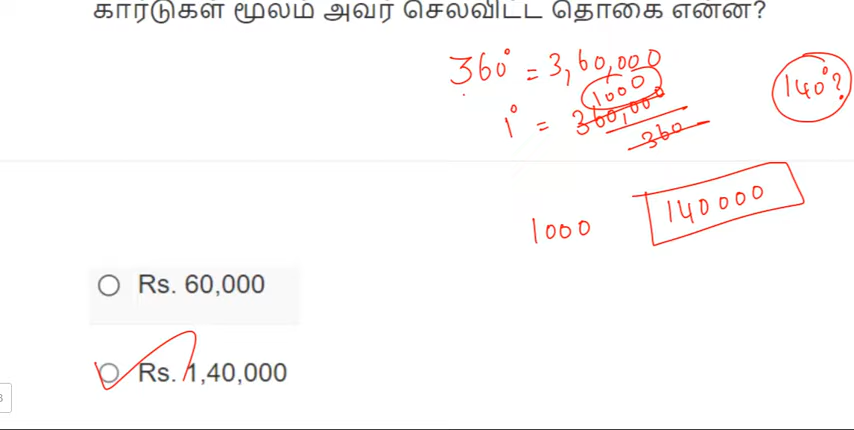 கார்டுகள் மூலம் அவர் செலவிட்ட தொகை என்ன?
360° = 3,60,000
140°?
1000
1° = 360,000
360
1000
140000
Rs. 60,000
Rs. 1,40,000